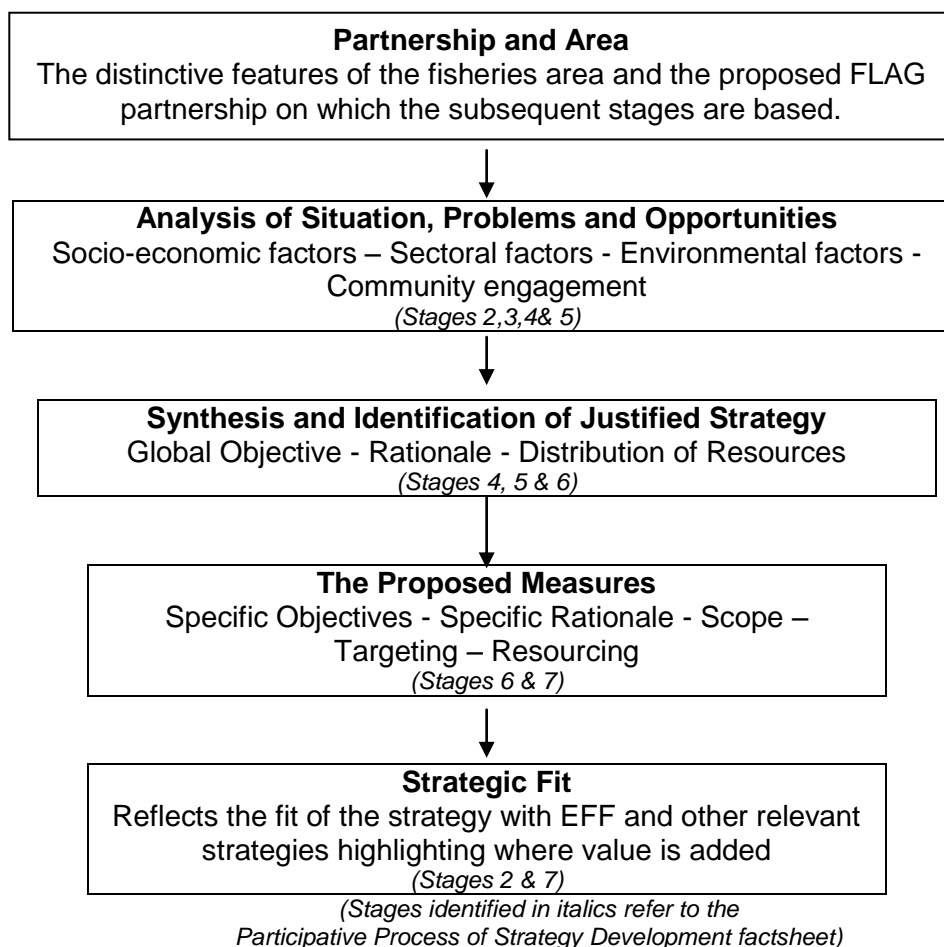 Partnership and Area
The distinctive features of the fisheries area and the proposed FLAG
partnership on which the subsequent stages are based.
Analysis of Situation, Problems and Opportunities
Socio-economic factors – Sectoral factors - Environmental factors -
Community engagement
(Stages 2,3,4& 5)
Synthesis and Identification of Justified Strategy
Global Objective - Rationale - Distribution of Resources
(Stages 4, 5 & 6)
The Proposed Measures
Specific Objectives - Specific Rationale - Scope –
Targeting – Resourcing
(Stages 6 & 7)
Strategic Fit
Reflects the fit of the strategy with EFF and other relevant
strategies highlighting where value is added
(Stages 2 & 7)
(Stages identified in italics refer to the
Participative Process of Strategy Development factsheet)